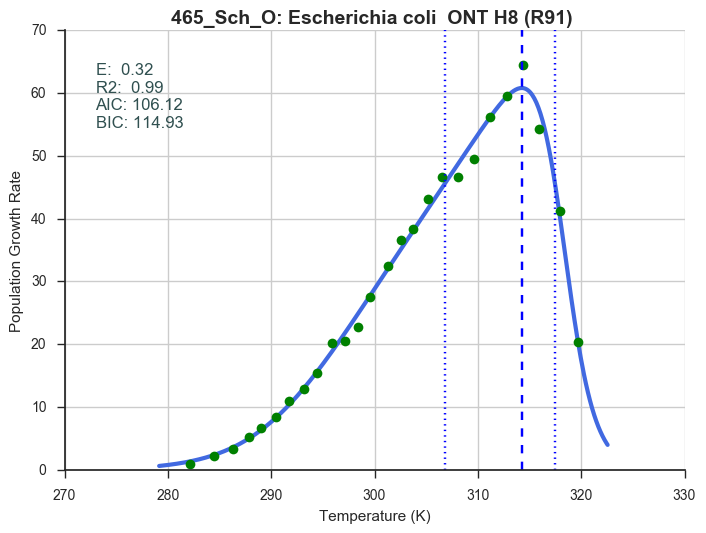 465_Sch_O: Escherichia coli  ONT H8 (R91)
E:  0.32
R2:  0.99
AIC: 106.12
BIC: 114.93
Population Growth Rate
70
60
50
40
30
20
10
0
270 280 290 300 310 320 330
Temperature (K)